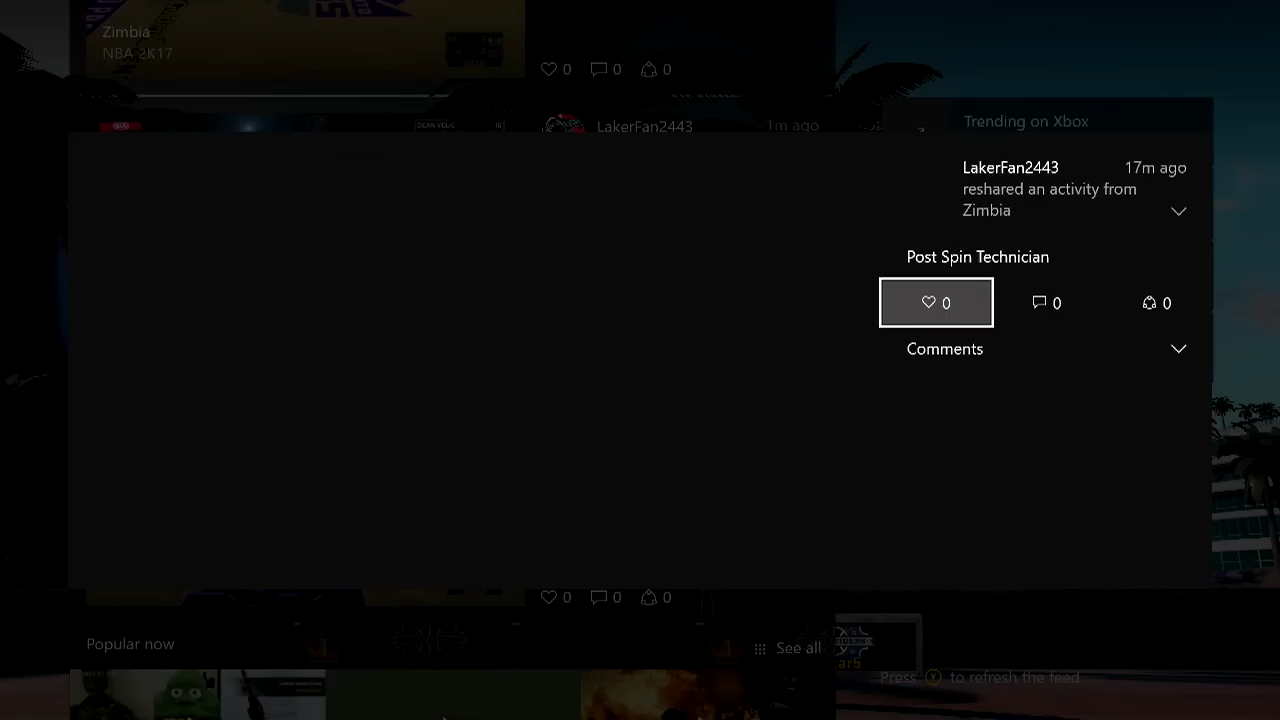 Zimbia
NBA 2K17
0 0 0
LakerFan2443 1m ago
Trending on Xbox
LakerFan2443 17m ago
reshared an activity from
Zimbia
Post Spin Technician
0 0 0
Comments
0 0 0
Popular now
See all
Press Y to refresh the feed